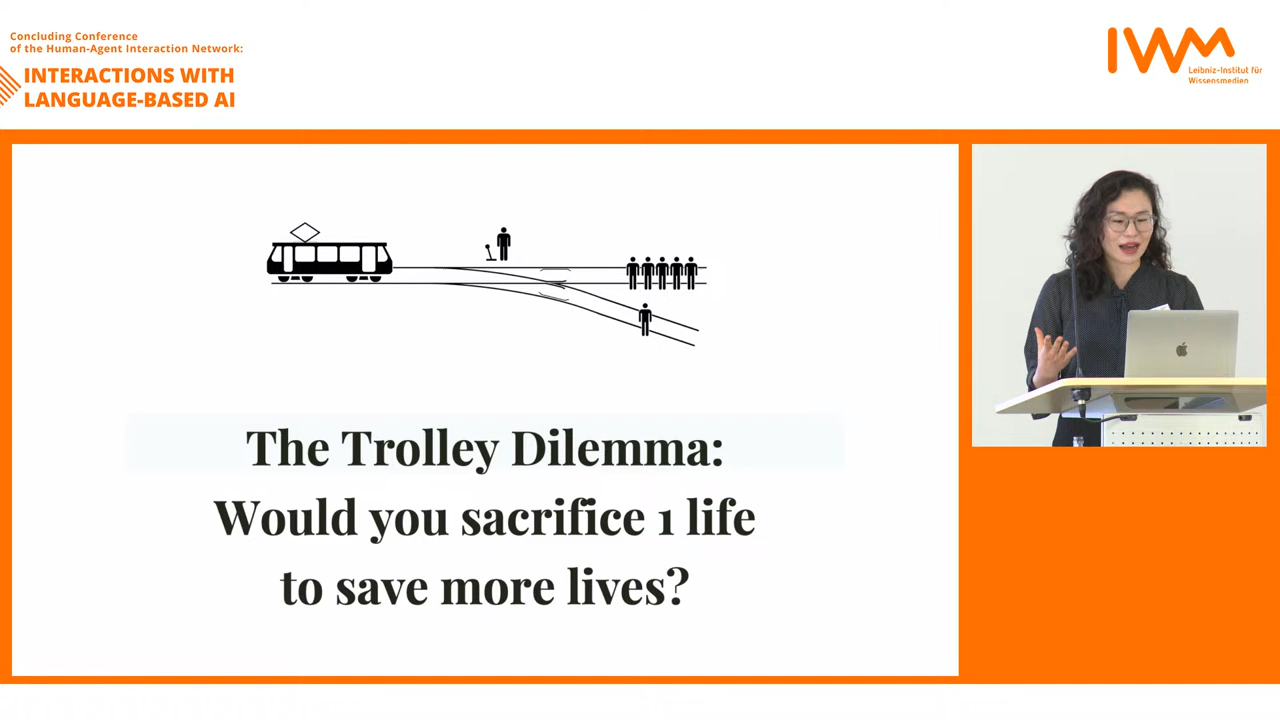 Concluding Conference
of the Human-Agent Interaction Network:
INTERACTIONS WITH
LANGUAGE-BASED AI
IWM
Leibniz-Institut für
Wissensmedien
The Trolley Dilemma:
Would you sacrifice 1 life
to save more lives?